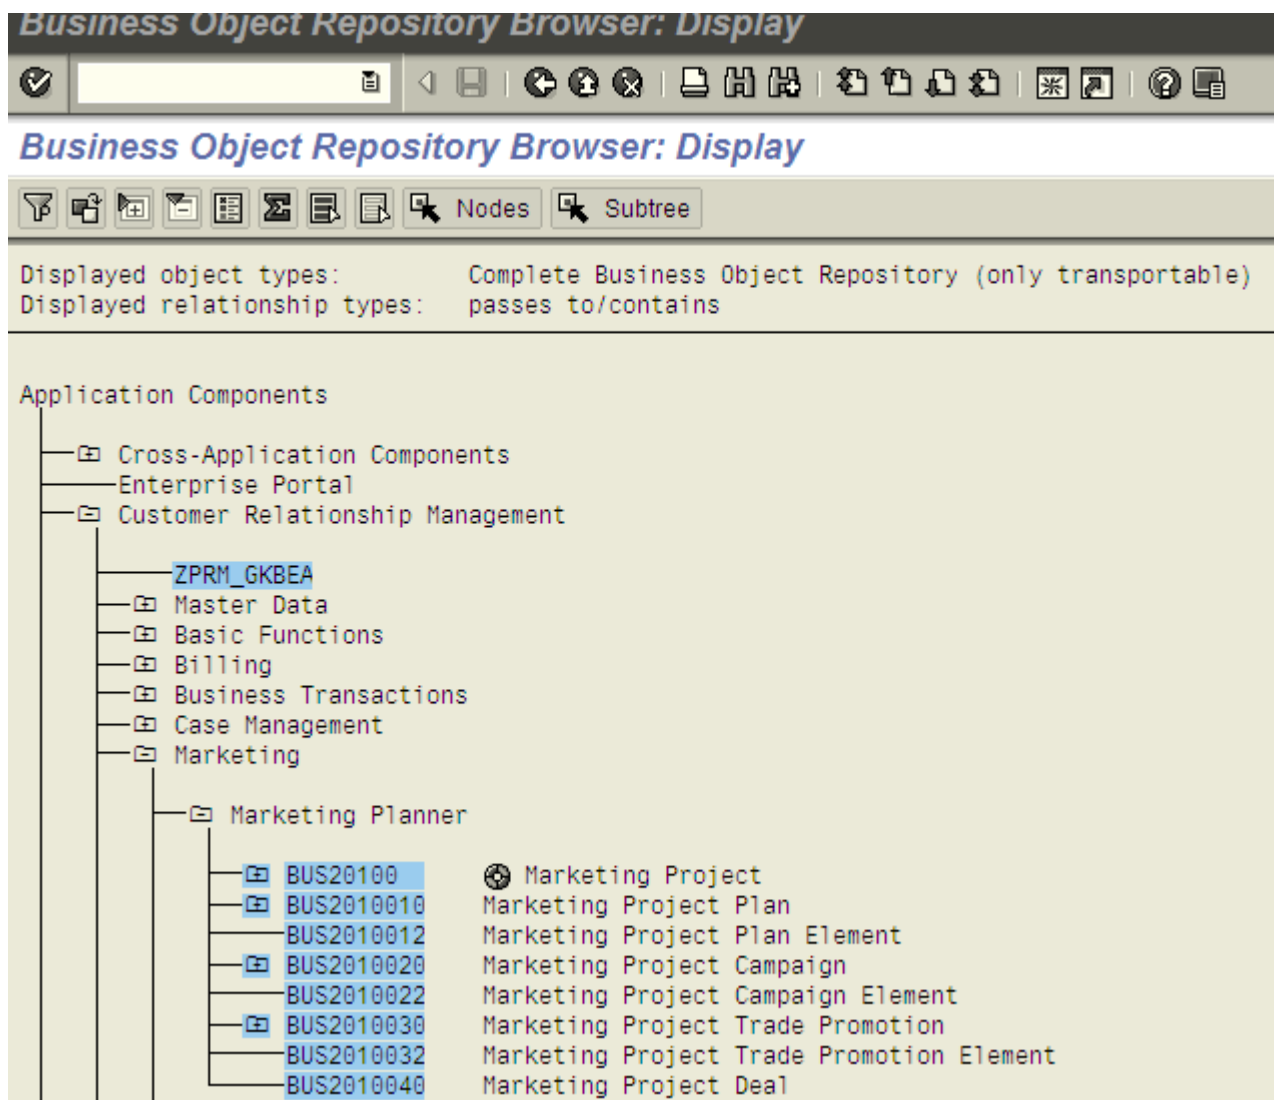 Business Object Repository Browser: Display
Business Object Repository Browser: Display
Nodes Subtree
Displayed object types: Complete Business Object Repository (only transportable)
Displayed relationship types: passes to/contains
Application Components
Cross-Application Components
Enterprise Portal
Customer Relationship Management
ZPRM_GKBEA
Master Data
Basic Functions
Billing
Business Transactions
Case Management
Marketing
Marketing Planner
BUS20100 Marketing Project
BUS2010010 Marketing Project Plan
BUS2010012 Marketing Project Plan Element
BUS2010020 Marketing Project Campaign
BUS2010022 Marketing Project Campaign Element
BUS2010030 Marketing Project Trade Promotion
BUS2010032 Marketing Project Trade Promotion Element
BUS2010040 Marketing Project Deal